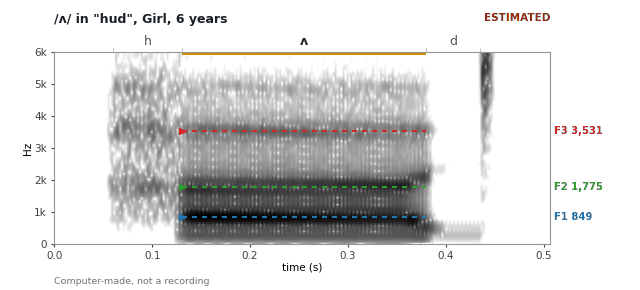 /ʌ/ in "hud", Girl, 6 years
ESTIMATED
h ʌ d
6k
5k
4k
3k
2k
1k
0
Hz
F3 3,531
F2 1,775
F1 849
0.0 0.1 0.2 0.3 0.4 0.5
time (s)
Computer-made, not a recording